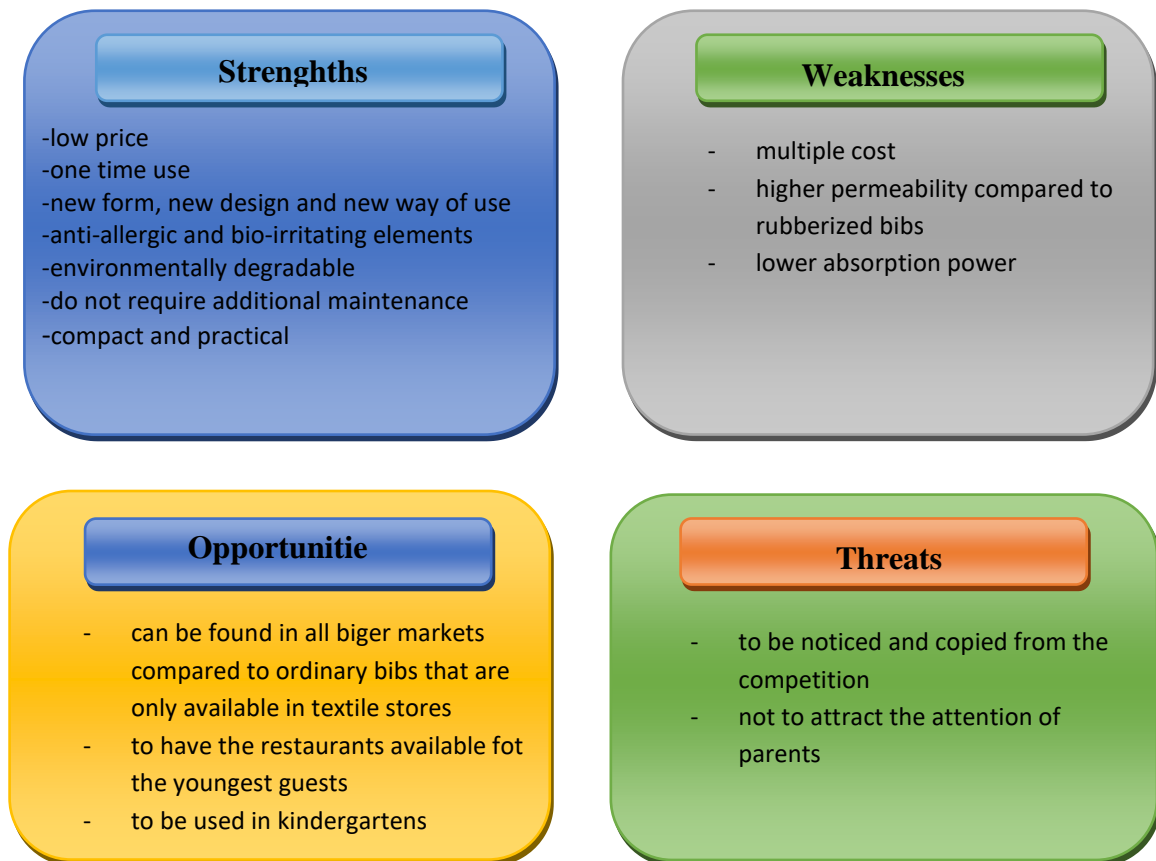 Strenghths
-low price
-one time use
-new form, new design and new way of use
-anti-allergic and bio-irritating elements
-environmentally degradable
-do not require additional maintenance
-compact and practical
Weaknesses
- multiple cost
- higher permeability compared to
rubberized bibs
- lower absorption power
Opportunitie
- can be found in all biger markets
compared to ordinary bibs that are
only available in textile stores
- to have the restaurants available fot
the youngest guests
- to be used in kindergartens
Threats
- to be noticed and copied from the
competition
- not to attract the attention of
parents